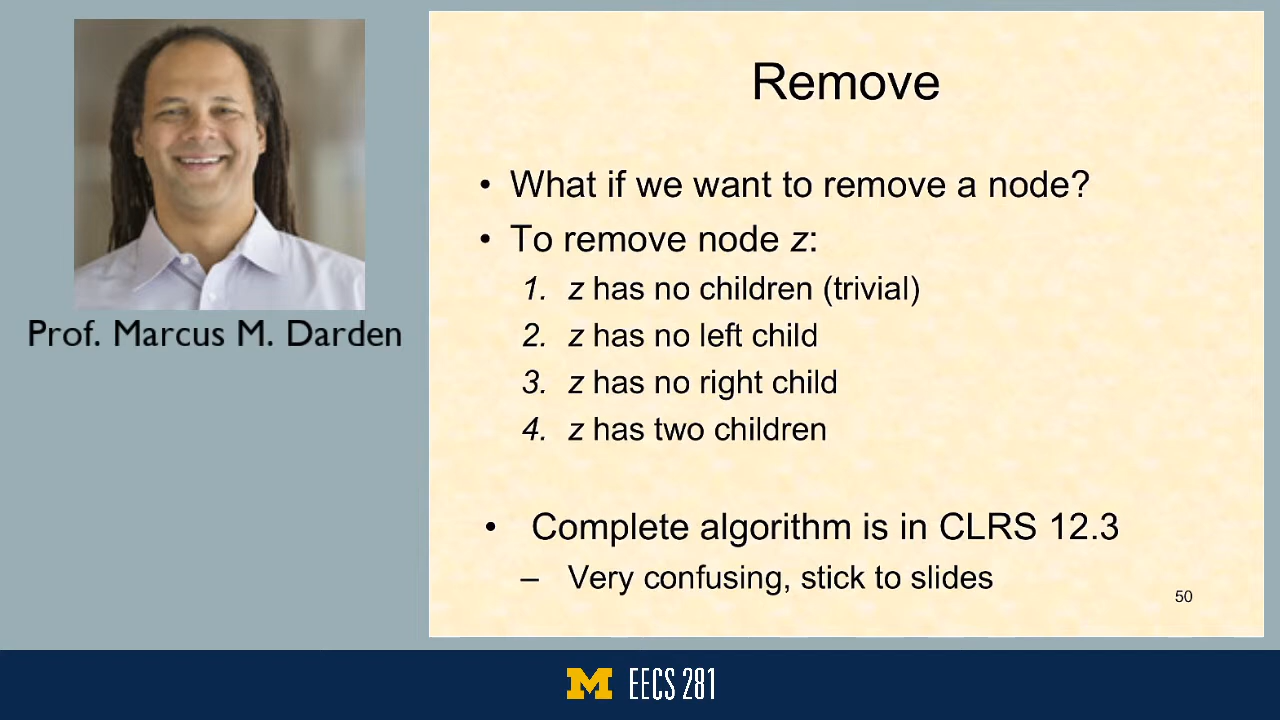 Prof. Marcus M. Darden
Remove
• What if we want to remove a node?
• To remove node z:
1. z has no children (trivial)
2. z has no left child
3. z has no right child
4. z has two children
• Complete algorithm is in CLRS 12.3
– Very confusing, stick to slides
50
M EECS 281